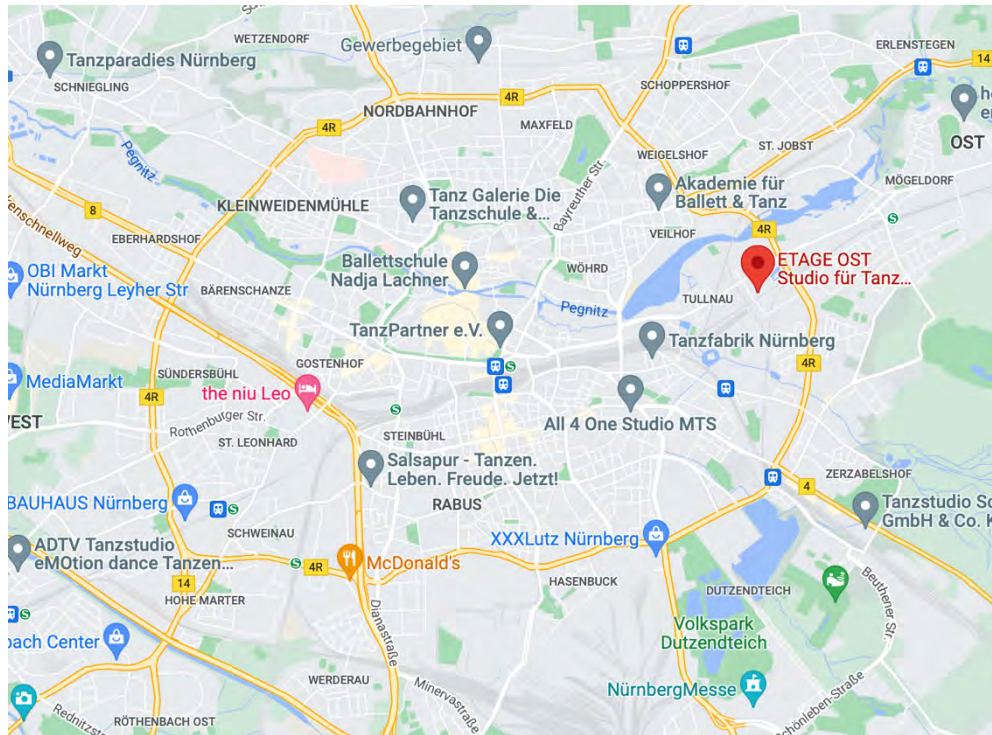 WETZENDORF
Gewerbegebiet
ERLENSTEGEN
Tanzparadies Nürnberg
14
SCHNIEGLING
SCHOPPERSHOF
4R
NORDBAHNHOF
4R
MAXFELD
OST
Pegnitz
WEIGELSHOF
ST. JOBST
MÖGELDORF
Akademie für
Ballett & Tanz
Tanz Galerie Die
Tanzschule &...
Bayreuther Str.
KLEINWEIDENMÜHLE
8
4R
VEILHOF
EBERHARDSHOF
Ballettschule
Nadja Lachner
WÖHRD
ETAGE OST
Studio für Tanz...
OBI Markt
Nürnberg Leyher Str
BÄRENSCHANZE
TULLNAU
Pegnitz
TanzPartner e.V.
Tanzfabrik Nürnberg
GOSTENHOF
SÜNDERSBÜHL
4R
MediaMarkt
the niu Leo
4R
Rothenburger Str.
All 4 One Studio MTS
ST. LEONHARD
STEINBÜHL
Salsapur - Tanzen.
Leben. Freude. Jetzt!
ZERZABELSHOF
4
RABUS
BAUHAUS Nürnberg
Tanzstudio
GmbH & Co.
SCHWEINAU
XXXLutz Nürnberg
ADTV Tanzstudio
eMOtion dance Tanzen...
4R
McDonald's
14
HASENBUCK
DUTZENDTEICH
Beuthener Str.
HOHE MARTER
Dianastraße
Volkspark
Dutzendteich
Center
WERDERAU
Minervastraße
NürnbergMesse
RÖTHENBACH OST